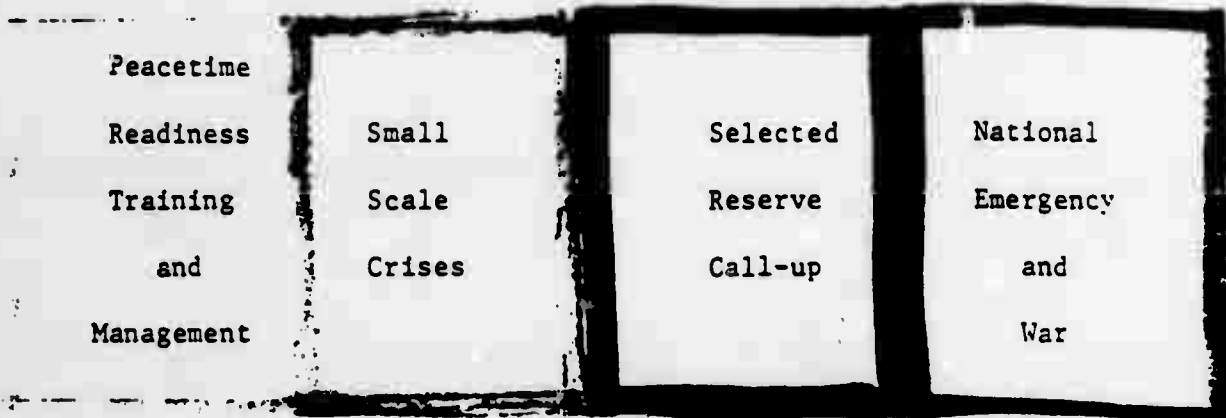 Peacetime
Readiness
Training
and
Management
Small
Scale
Crises
Selected
Reserve
Call-up
National
Emergency
and
War